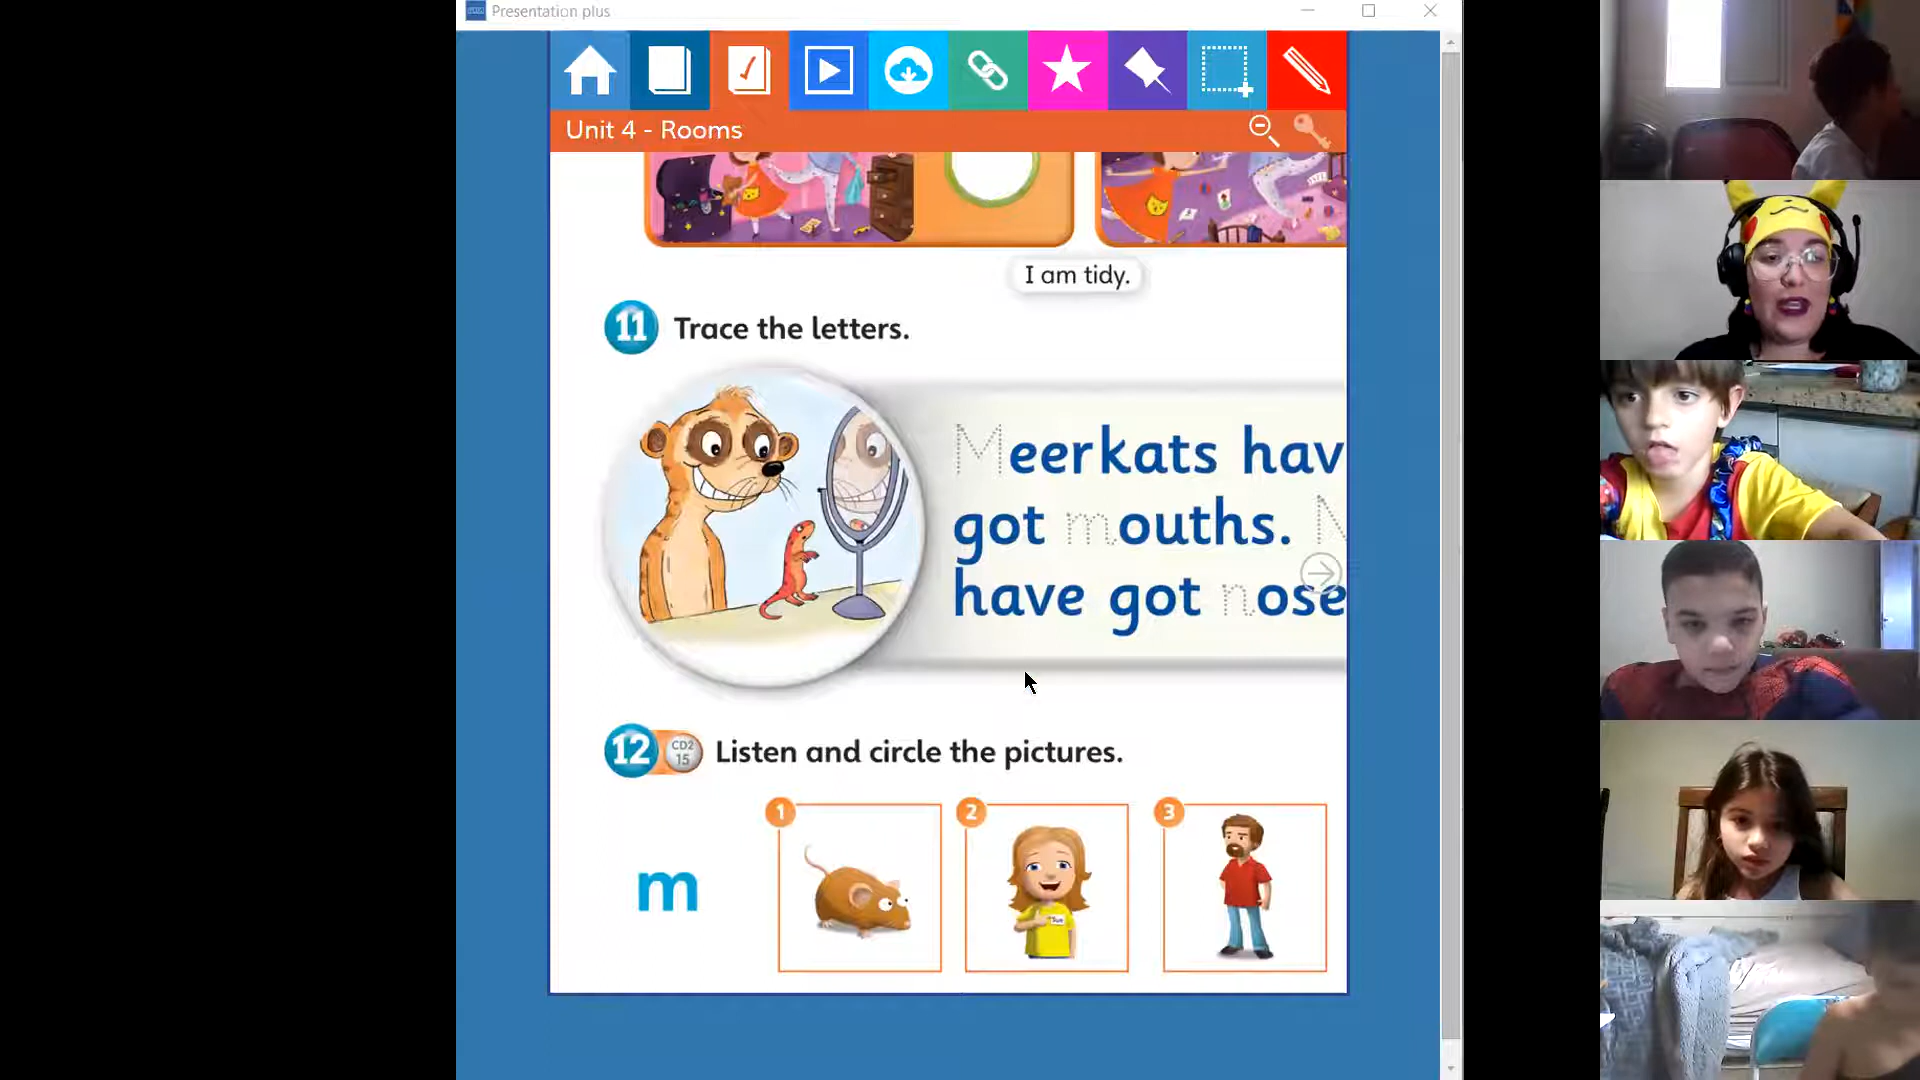 Presentation plus
Unit 4 - Rooms
I am tidy.
11 Trace the letters.
Meerkats hav
got mouths.
have got nose
12 CD2 15 Listen and circle the pictures.
1 2 3
m
Sue